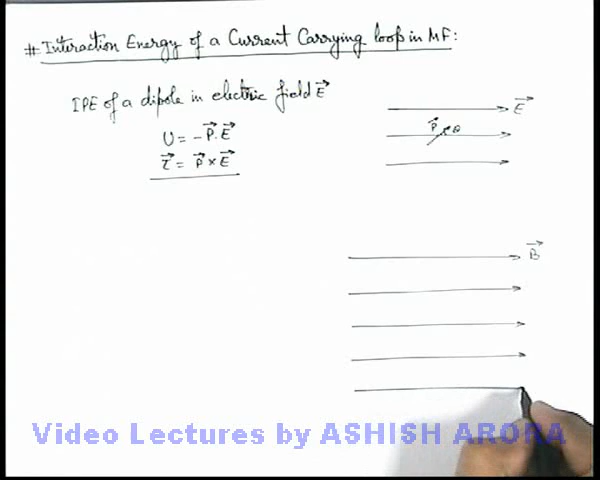 # Interaction Energy of a Current Carrying loop in MF:
IPE of a dipole in electric field E⃗
U = - P⃗ . E⃗
τ⃗ = P⃗ × E⃗
E⃗
P⃗ θ
B⃗
Video Lectures by ASHISH ARORA